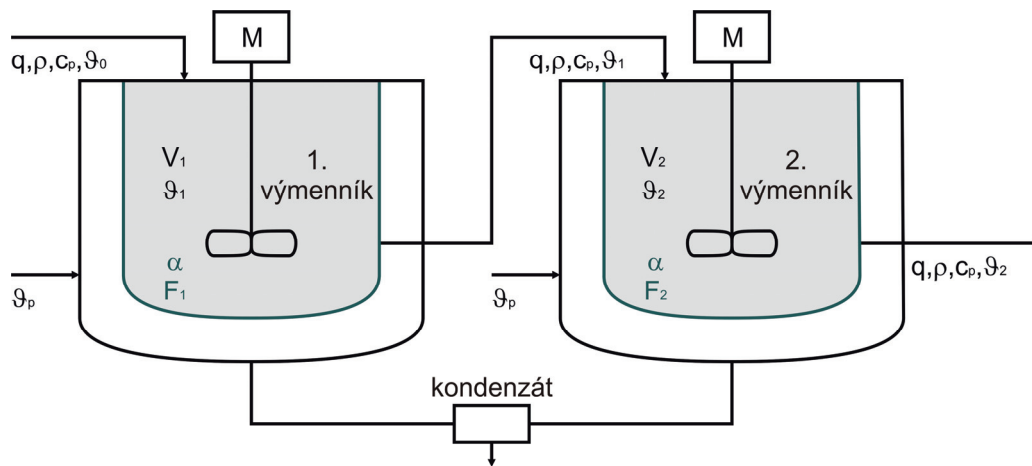 M
q,ρ,cₚ,ϑ₀
V₁
ϑ₁
1.
výmenník
α
F₁
ϑₚ
M
q,ρ,cₚ,ϑ₁
V₂
ϑ₂
2.
výmenník
α
F₂
ϑₚ
q,ρ,cₚ,ϑ₂
kondenzát